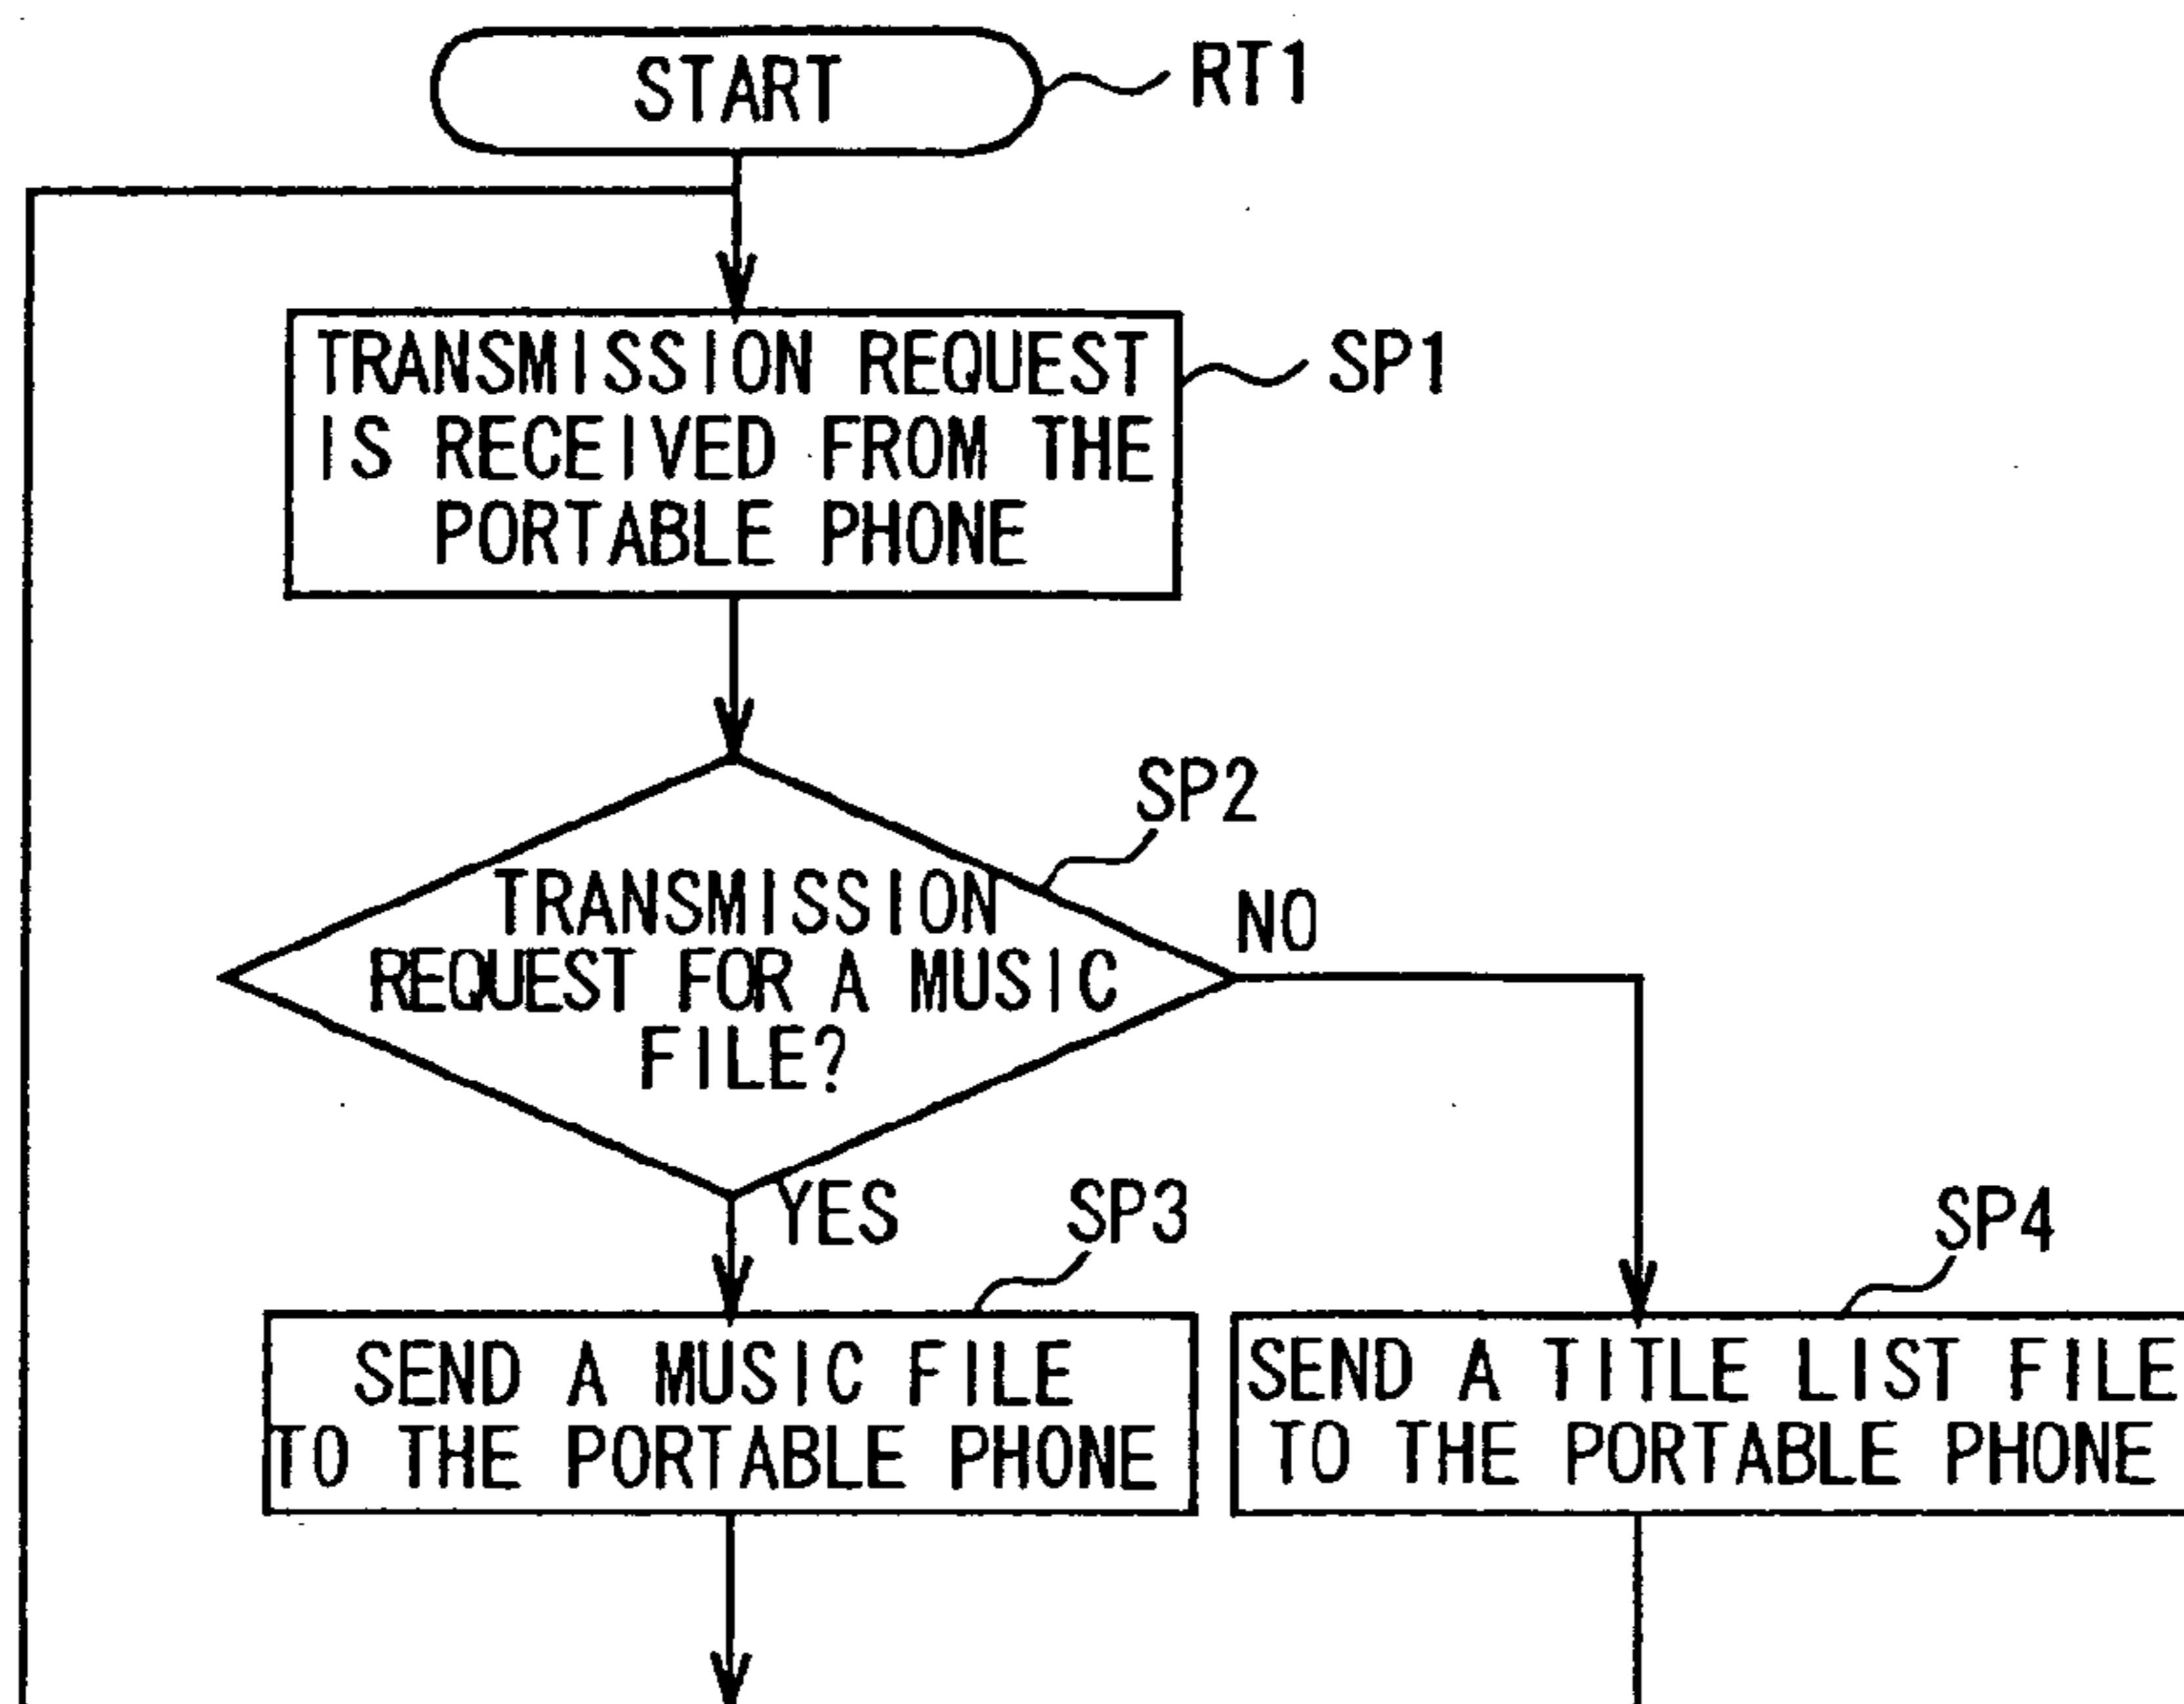 START
RT1
TRANSMISSION REQUEST
IS RECEIVED FROM THE
PORTABLE PHONE
SP1
SP2
TRANSMISSION
REQUEST FOR A MUSIC
FILE?
NO
YES
SP3
SEND A MUSIC FILE
TO THE PORTABLE PHONE
SP4
SEND A TITLE LIST FILE
TO THE PORTABLE PHONE